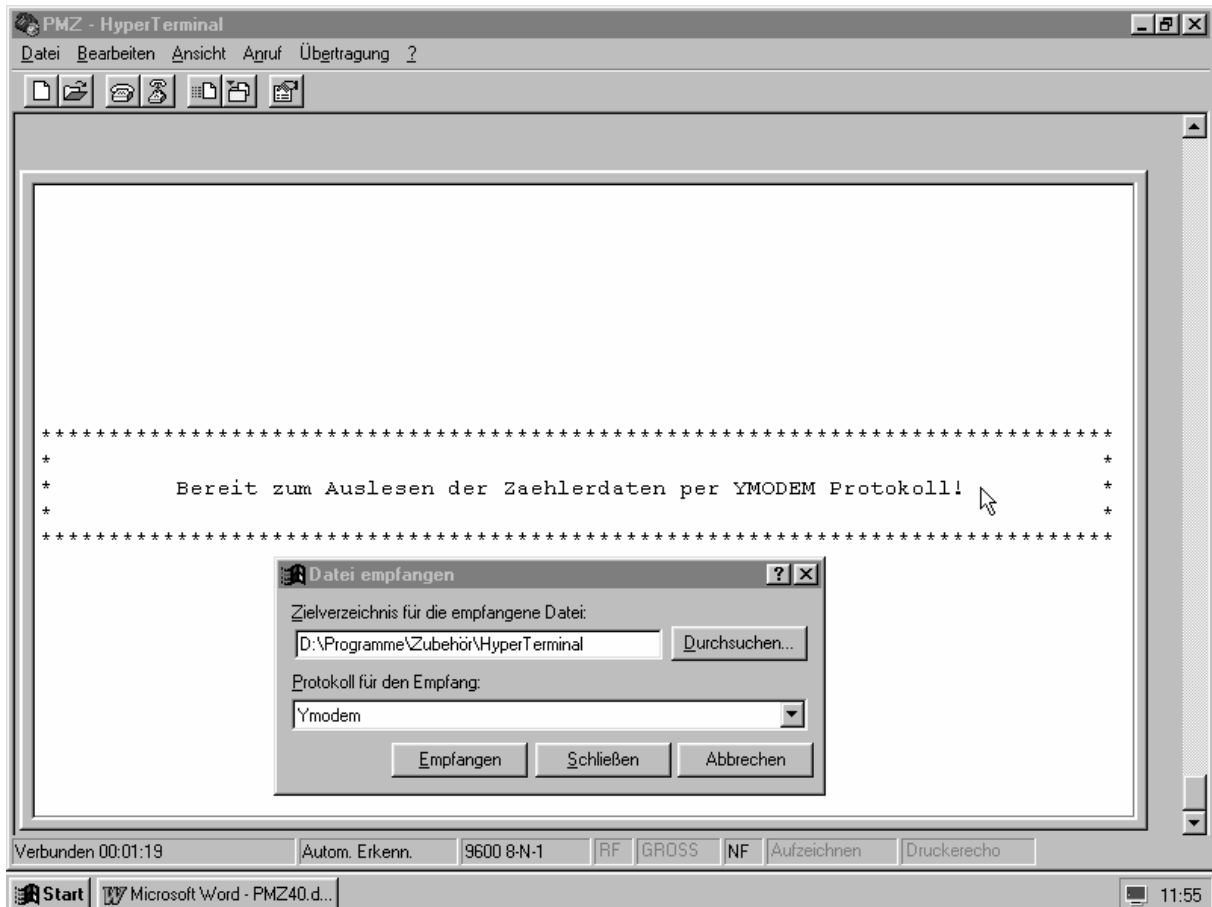 PMZ - HyperTerminal
Datei Bearbeiten Ansicht Anruf Übertragung ?
*******************************************************************************
* *
* Bereit zum Auslesen der Zaehlerdaten per YMODEM Protokoll! *
* *
*******************************************************************************
Datei empfangen
Zielverzeichnis für die empfangene Datei:
D:\Programme\Zubehör\HyperTerminal Durchsuchen...
Protokoll für den Empfang:
Ymodem
Empfangen Schließen Abbrechen
Verbunden 00:01:19 Autom. Erkenn. 9600 8-N-1 RF GROSS NF Aufzeichnen Druckerecho
Start Microsoft Word - PMZ40.d... 11:55